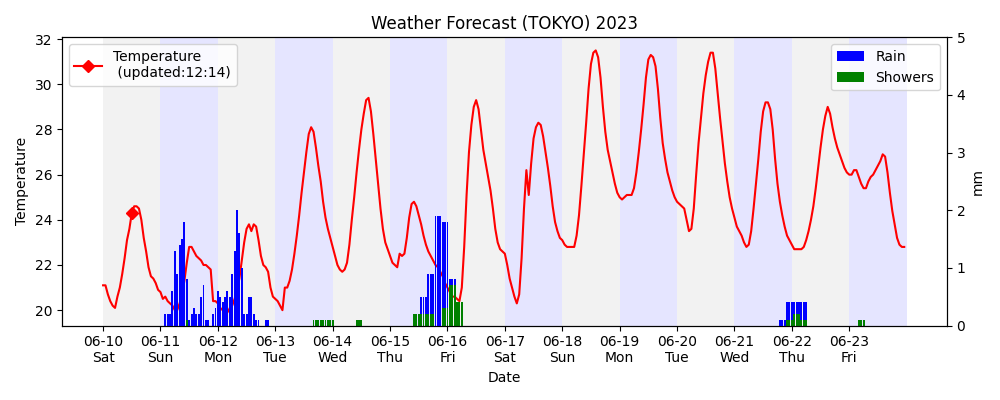 Weather Forecast (TOKYO) 2023
Temperature
(updated:12:14)
Rain
Showers
Temperature
32
30
28
26
24
22
20
5
4
3
2
1
0
mm
06-10 06-11 06-12 06-13 06-14 06-15 06-16 06-17 06-18 06-19 06-20 06-21 06-22 06-23
Sat Sun Mon Tue Wed Thu Fri Sat Sun Mon Tue Wed Thu Fri
Date